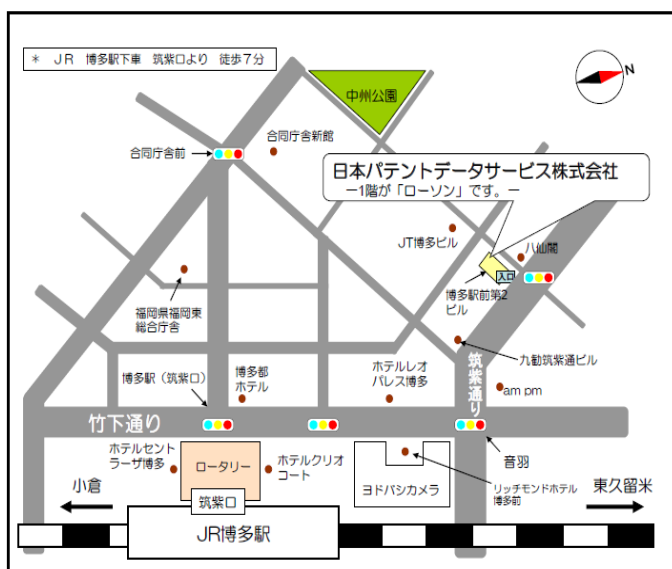 * JR 博多駅下車 筑紫口より 徒歩7分
N
中州公園
合同庁舎前
合同庁舎新館
日本パテントデータサービス株式会社
ー1階が「ローソン」です。ー
JT博多ビル
八仙閣
入口
博多駅前第2
ビル
福岡県福岡東
総合庁舎
九勧筑紫通ビル
博多駅（筑紫口）
博多都
ホテル
ホテルレオ
パレス博多
筑紫通り
am pm
竹下通り
ホテルセント
ラーザ博多
ロータリー
ホテルクリオ
コート
ヨドバシカメラ
音羽
リッチモンドホテル
博多前
小倉
東久留米
筑紫口
JR博多駅